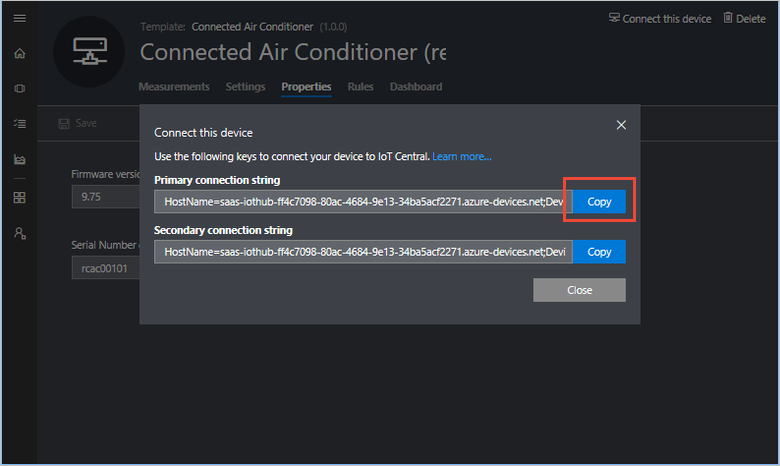 Template: Connected Air Conditioner (1.0.0)
Connect this device
Delete
Connected Air Conditioner (re
Measurements Settings Properties Rules Dashboard
Save
Connect this device
Use the following keys to connect your device to IoT Central. Learn more...
Firmware versic
Primary connection string
9.75
HostName=saas-iothub-ff4c7098-80ac-4684-9e13-34ba5acf2271.azure-devices.net;Dev
Copy
Secondary connection string
Serial Number
HostName=saas-iothub-ff4c7098-80ac-4684-9e13-34ba5acf2271.azure-devices.net;Devi
Copy
rcac00101
Close